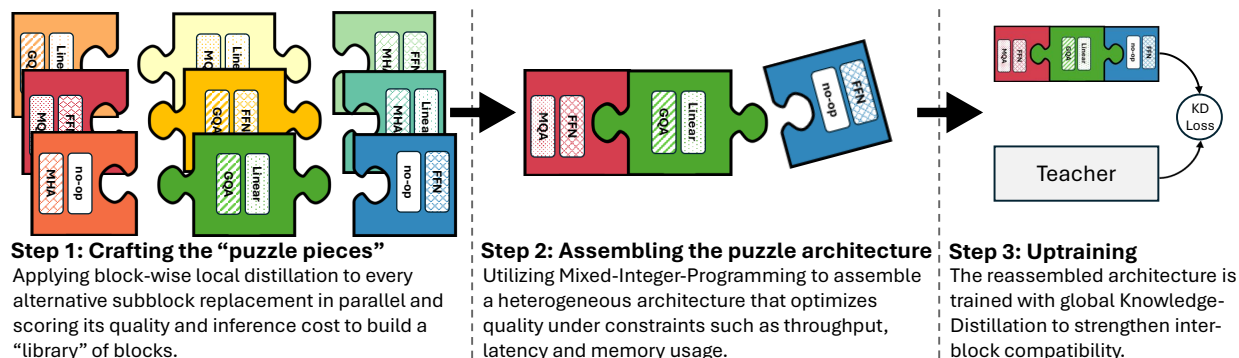 GQ
Linea
MQ
Linear
MHA
FFN
MQ
FFN
GQA
FFN
MHA
Linea
MHA
no-op
GQA
Linear
no-op
FFN
MQA
FFN
GQA
Linear
no-op
FFN
MQA
FFN
GQA
Linear
no-op
FFN
KD
Loss
Teacher
Step 1: Crafting the “puzzle pieces”
Applying block-wise local distillation to every
alternative subblock replacement in parallel and
scoring its quality and inference cost to build a
“library” of blocks.
Step 2: Assembling the puzzle architecture
Utilizing Mixed-Integer-Programming to assemble
a heterogeneous architecture that optimizes
quality under constraints such as throughput,
latency and memory usage.
Step 3: Uptraining
The reassembled architecture is
trained with global Knowledge-
Distillation to strengthen inter-
block compatibility.